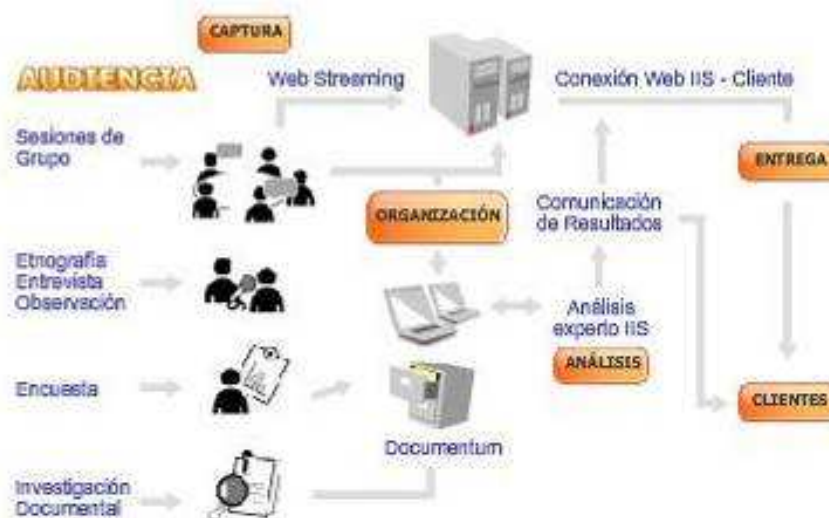 CAPTURA
AUDIENCIA
Web Streaming
Conexión Web IIS - Cliente
Sesiones de
Grupo
ENTREGA
ORGANIZACIÓN
Comunicación
de Resultados
Etnografía
Entrevista
Observación
Análisis
experto IIS
ANÁLISIS
Encuesta
CLIENTES
Documentum
Investigación
Documental